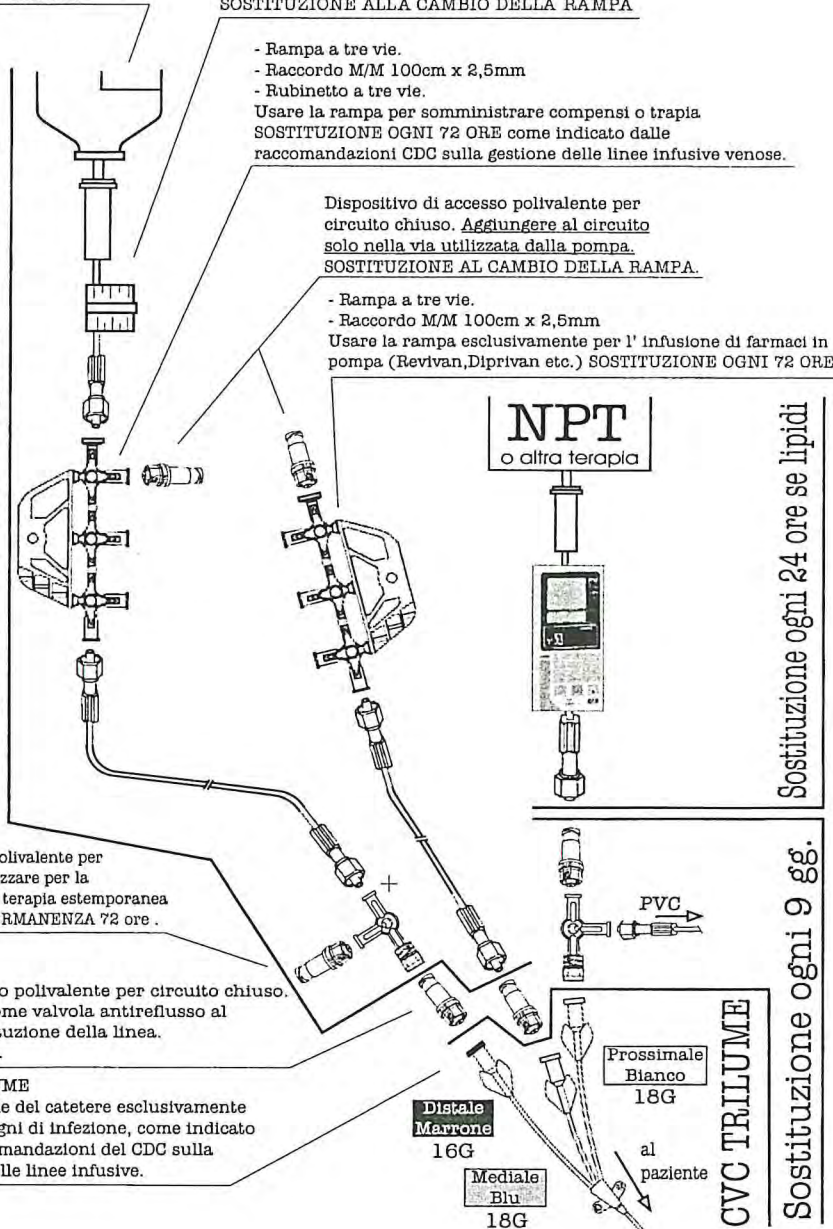 SOSTITUZIONE ALLA CAMBIO DELLA RAMPA
- Rampa a tre vie.
- Raccordo M/M 100cm x 2,5mm
- Rubinetto a tre vie.
Usare la rampa per somministrare compensi o trapia
SOSTITUZIONE OGNI 72 ORE come indicato dalle
raccomandazioni CDC sulla gestione delle linee infusive venose.
Dispositivo di accesso polivalente per
circuito chiuso. Aggiungere al circuito
solo nella via utilizzata dalla pompa.
SOSTITUZIONE AL CAMBIO DELLA RAMPA.
- Rampa a tre vie.
- Raccordo M/M 100cm x 2,5mm
Usare la rampa esclusivamente per l' infusione di farmaci in
pompa (Revivan,Diprivan etc.) SOSTITUZIONE OGNI 72 ORE
NPT
o altra terapia
Sostituzione ogni 24 ore se lipidi
olivalente per
zzare per la
terapia estemporanea
RMANENZA 72 ore .
+
PVC
o polivalente per circuito chiuso.
ome valvola antireflusso al
tuzione della linea.
UME
e del catetere esclusivamente
gni di infezione, come indicato
mandazioni del CDC sulla
lle linee infusive.
Distale
Marrone
16G
Mediale
Blu
18G
Prossimale
Bianco
18G
al
paziente
CVC TRILUME
Sostituzione ogni 9 gg.